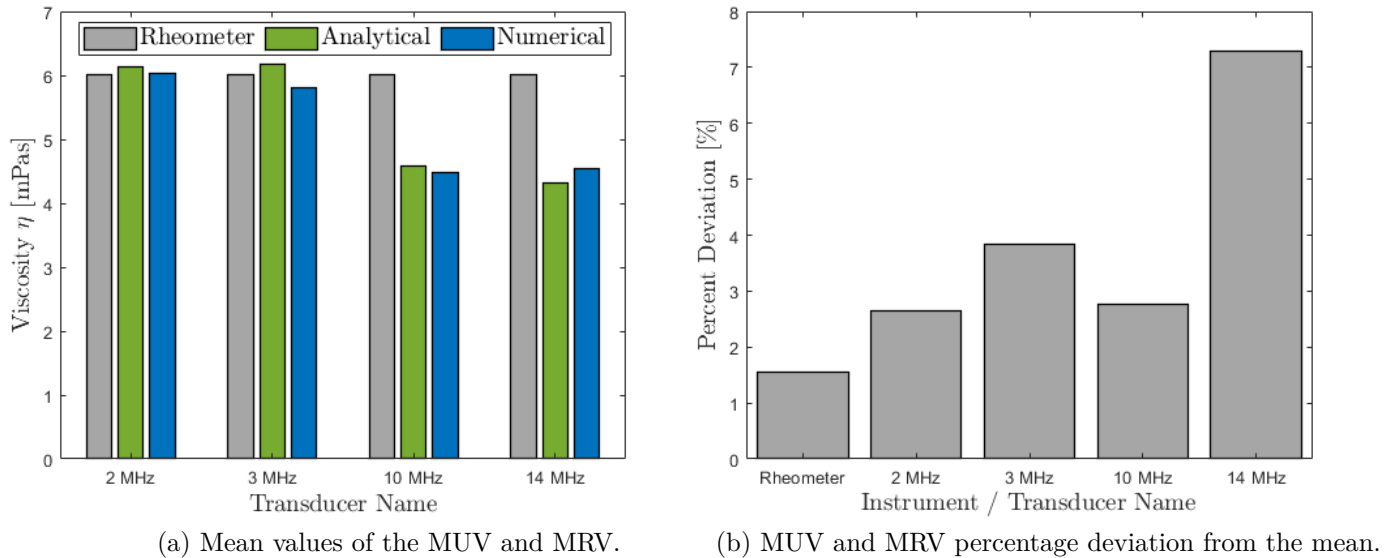 7
6
5
4
3
2
1
0
Viscosity η [mPas]
Rheometer Analytical Numerical
2 MHz 3 MHz 10 MHz 14 MHz
Transducer Name
(a) Mean values of the MUV and MRV.
8
7
6
5
4
3
2
1
0
Percent Deviation [%]
Rheometer 2 MHz 3 MHz 10 MHz 14 MHz
Instrument / Transducer Name
(b) MUV and MRV percentage deviation from the mean.